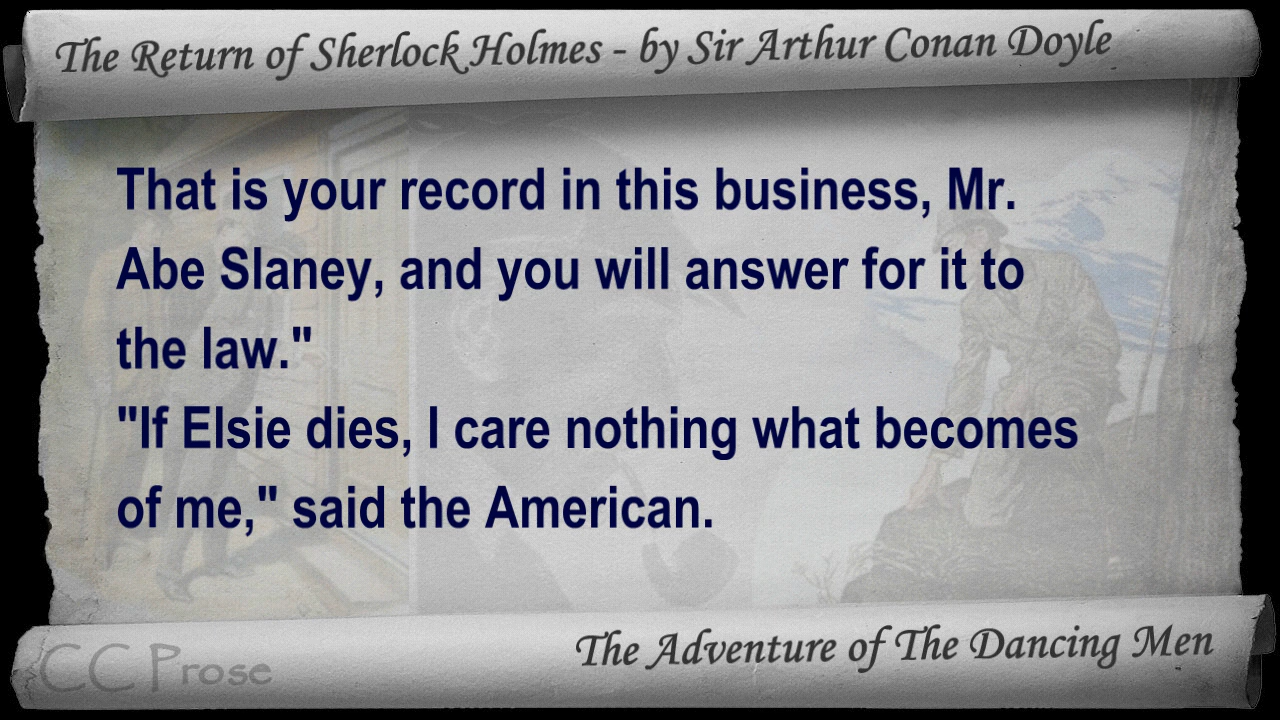 The Return of Sherlock Holmes - by Sir Arthur Conan Doyle
That is your record in this business, Mr.
Abe Slaney, and you will answer for it to
the law."
"If Elsie dies, I care nothing what becomes
of me," said the American.
The Adventure of The Dancing Men
CC Prose